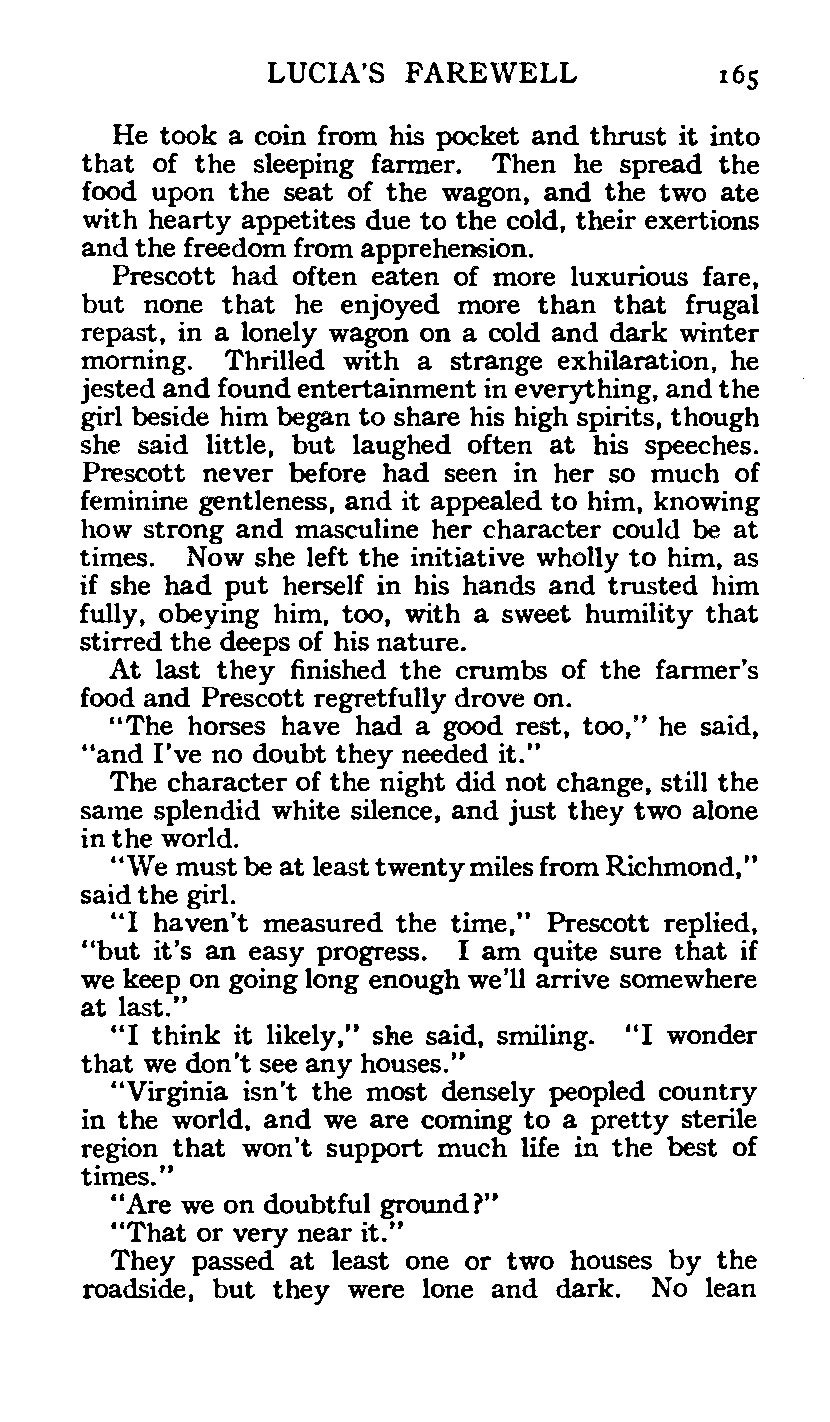 LUCIA'S FAREWELL 165
He took a coin from his pocket and thrust it into
that of the sleeping farmer. Then he spread the
food upon the seat of the wagon, and the two ate
with hearty appetites due to the cold, their exertions
and the freedom from apprehension.
Prescott had often eaten of more luxurious fare,
but none that he enjoyed more than that frugal
repast, in a lonely wagon on a cold and dark winter
morning. Thrilled with a strange exhilaration, he
jested and found entertainment in everything, and the
girl beside him began to share his high spirits, though
she said little, but laughed often at his speeches.
Prescott never before had seen in her so much of
feminine gentleness, and it appealed to him, knowing
how strong and masculine her character could be at
times. Now she left the initiative wholly to him, as
if she had put herself in his hands and trusted him
fully, obeying him, too, with a sweet humility that
stirred the deeps of his nature.
At last they finished the crumbs of the farmer's
food and Prescott regretfully drove on.
"The horses have had a good rest, too," he said,
"and I've no doubt they needed it."
The character of the night did not change, still the
same splendid white silence, and just they two alone
in the world.
"We must be at least twenty miles from Richmond,"
said the girl.
"I haven't measured the time," Prescott replied,
"but it's an easy progress. I am quite sure that if
we keep on going long enough we'll arrive somewhere
at last."
"I think it likely," she said, smiling. "I wonder
that we don't see any houses."
"Virginia isn't the most densely peopled country
in the world, and we are coming to a pretty sterile
region that won't support much life in the best of
times."
"Are we on doubtful ground?"
"That or very near it."
They passed at least one or two houses by the
roadside, but they were lone and dark. No lean